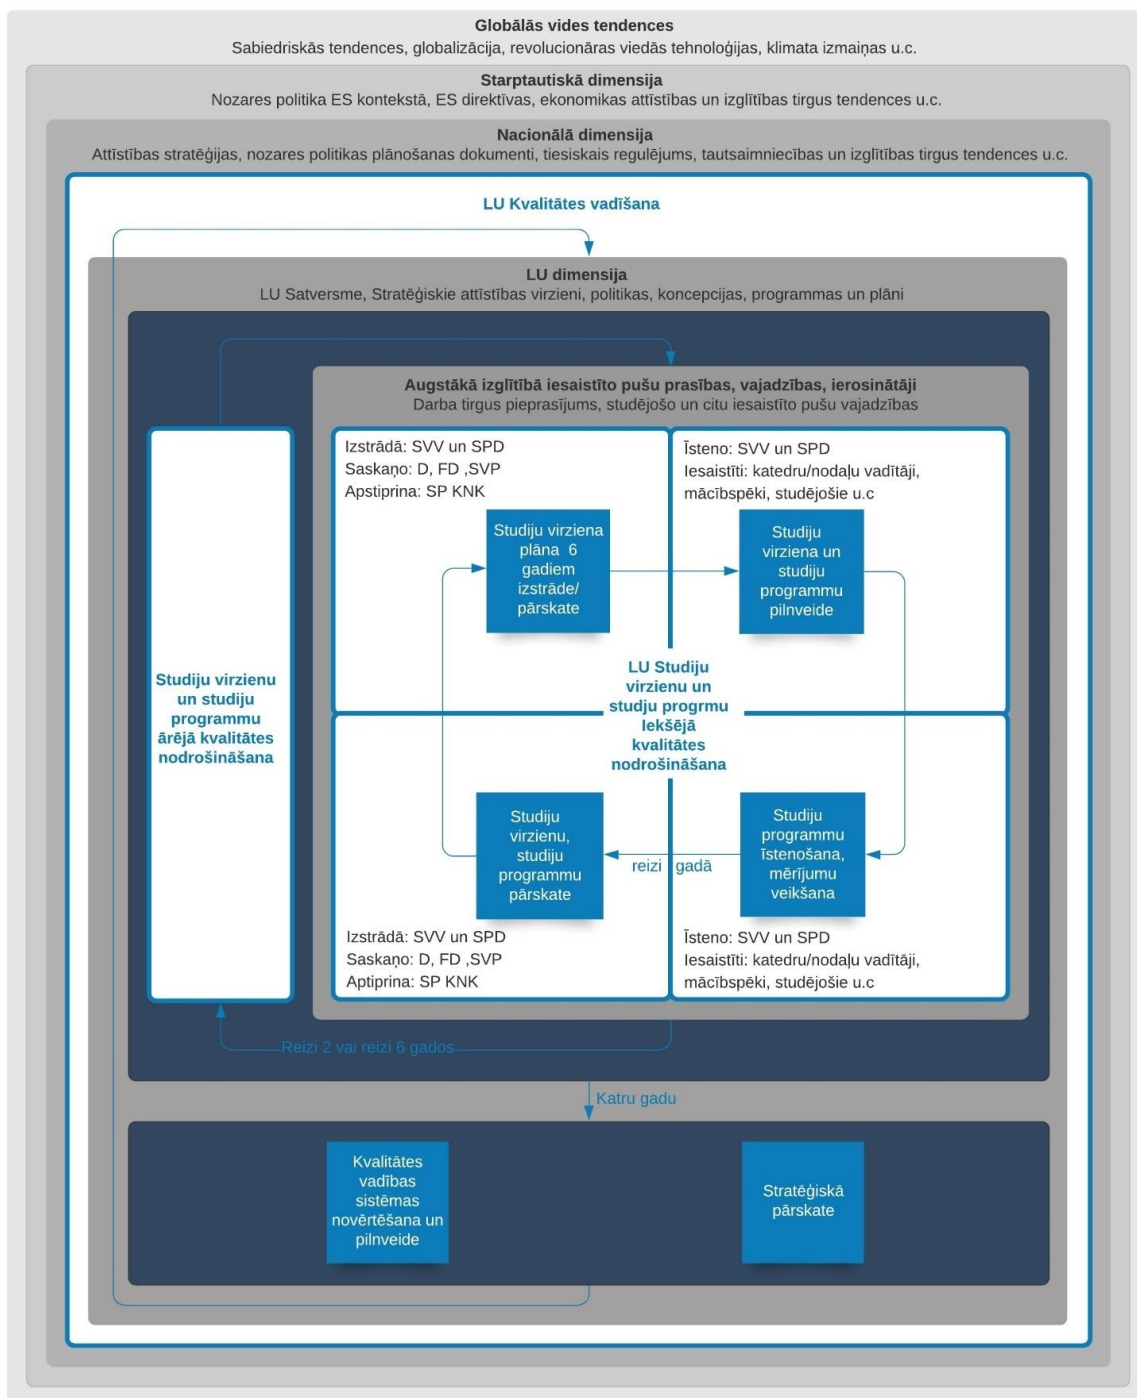 Globālās vides tendences
Sabiedriskās tendences, globalizācija, revolucionāras viedās tehnoloģijas, klimata izmaiņas u.c.
Starptautiskā dimensija
Nozares politika ES kontekstā, ES direktīvas, ekonomikas attīstības un izglītības tirgus tendences u.c.
Nacionālā dimensija
Attīstības stratēģijas, nozares politikas plānošanas dokumenti, tiesiskais regulējums, tautsaimniecības un izglītības tirgus tendences u.c.
LU Kvalitātes vadīšana
LU dimensija
LU Satversme, Stratēģiskie attīstības virzieni, politikas, koncepcijas, programmas un plāni
Augstākā izglītībā iesaistīto pušu prasības, vajadzības, ierosinātāji
Darba tirgus pieprasījums, studējošo un citu iesaistīto pušu vajadzības
Izstrādā: SVV un SPD
Saskaņo: D, FD ,SVP
Apstiprina: SP KNK
Īsteno: SVV un SPD
Iesaistīti: katedru/nodaļu vadītāji,
mācībspēki, studējošie u.c
Studiju virziena
plāna 6
gadiem
izstrāde/
pārskate
Studiju
virziena un
studiju
programmu
pilnveide
Studiju virzienu
un studiju
programmu
ārējā kvalitātes
nodrošināšana
LU Studiju
virzienu un
studju progrmu
Iekšējā
kvalitātes
nodrošināšana
Studiju
virzienu,
studiju
programmu
pārskate
reizi gadā
Studiju
programmu
īstenošana,
mērījumu
veikšana
Izstrādā: SVV un SPD
Saskaņo: D, FD ,SVP
Aptiprina: SP KNK
Īsteno: SVV un SPD
Iesaistīti: katedru/nodaļu vadītāji,
mācībspēki, studējošie u.c
Reizi 2 vai reizi 6 gados
Katru gadu
Kvalitātes
vadības
sistēmas
novērtēšana un
pilnveide
Stratēģiskā
pārskate